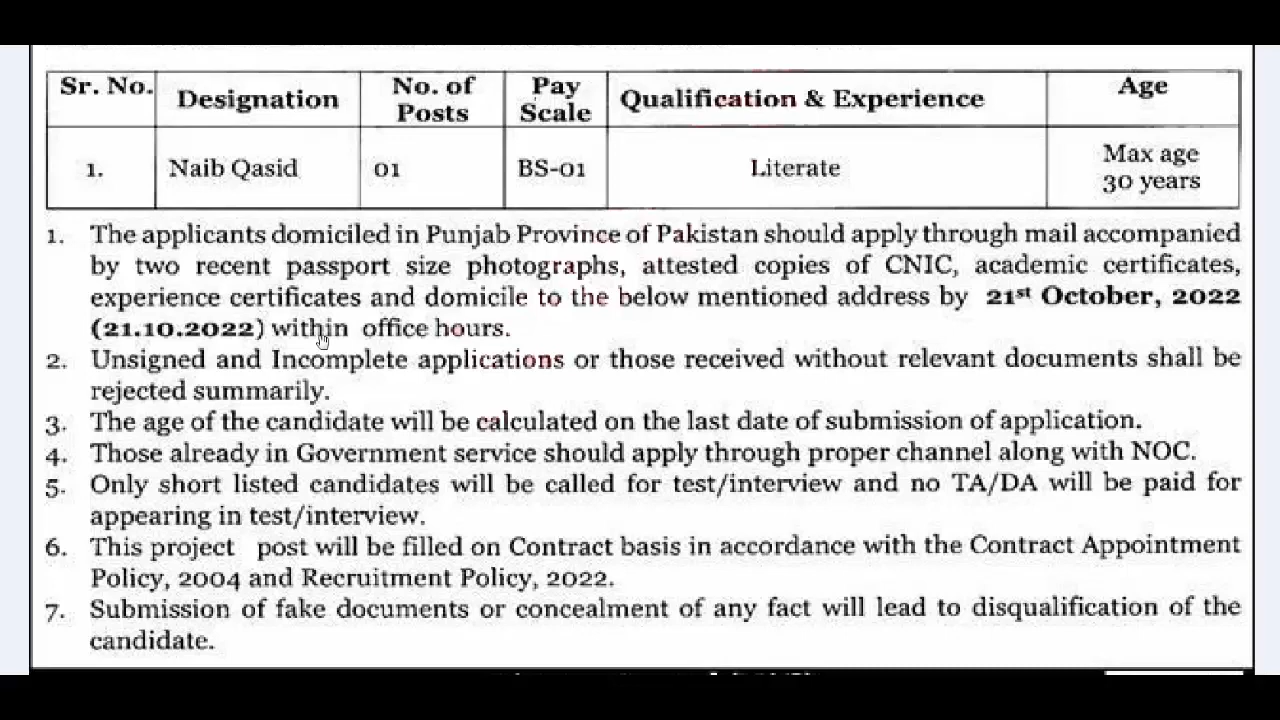 Sr. No. Designation No. of Posts Pay Scale Qualification & Experience Age
1. Naib Qasid 01 BS-01 Literate Max age 30 years
1. The applicants domiciled in Punjab Province of Pakistan should apply through mail accompanied
by two recent passport size photographs, attested copies of CNIC, academic certificates,
experience certificates and domicile to the below mentioned address by 21st October, 2022
(21.10.2022) within office hours.
2. Unsigned and Incomplete applications or those received without relevant documents shall be
rejected summarily.
3. The age of the candidate will be calculated on the last date of submission of application.
4. Those already in Government service should apply through proper channel along with NOC.
5. Only short listed candidates will be called for test/interview and no TA/DA will be paid for
appearing in test/interview.
6. This project post will be filled on Contract basis in accordance with the Contract Appointment
Policy, 2004 and Recruitment Policy, 2022.
7. Submission of fake documents or concealment of any fact will lead to disqualification of the
candidate.